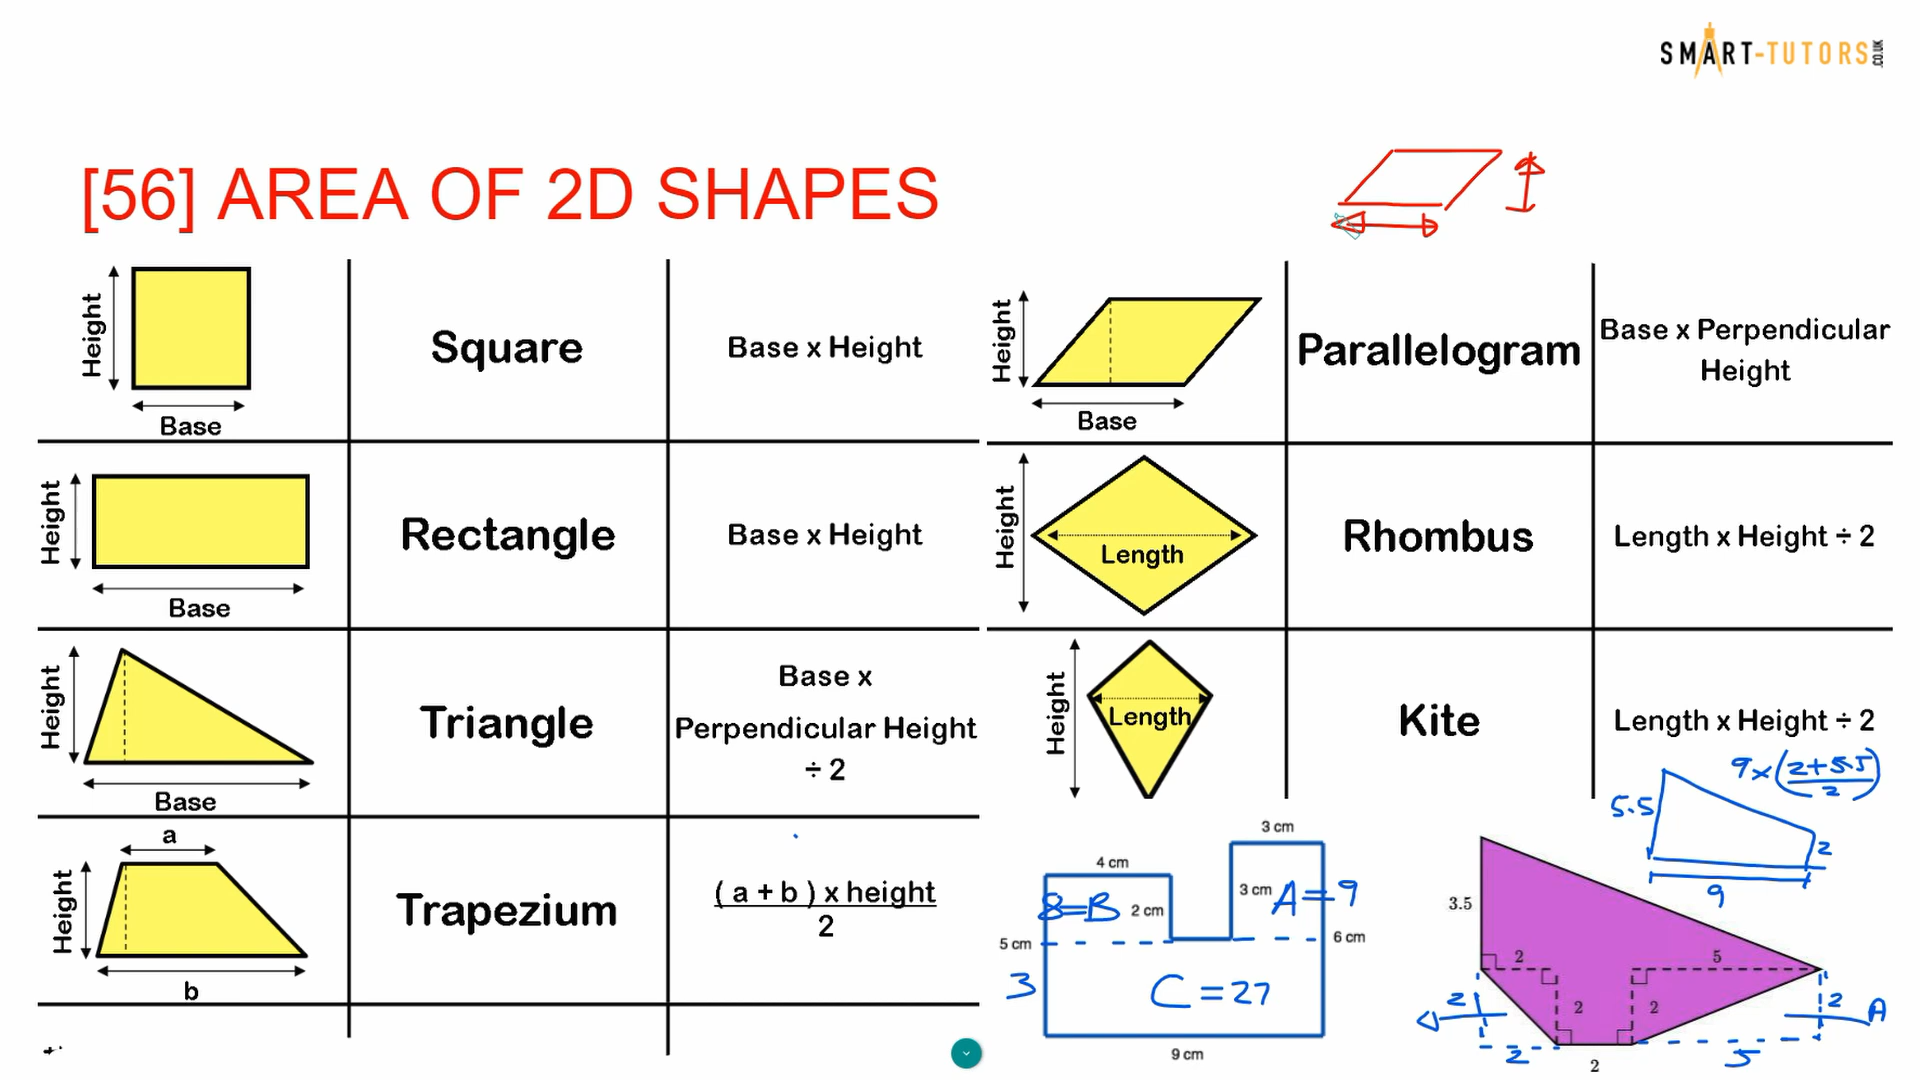 SMART-TUTORS.CO.UK
[56] AREA OF 2D SHAPES
Height
Base
Square
Base x Height
Height
Base
Rectangle
Base x Height
Height
Base
Triangle
Base x
Perpendicular Height
÷ 2
a
Height
b
Trapezium
( a + b ) x height
2
Height
Base
Parallelogram
Base x Perpendicular
Height
Height
Length
Rhombus
Length x Height ÷ 2
Height
Length
Kite
Length x Height ÷ 2
3 cm
4 cm
8=B
2 cm
3 cm
A=9
5 cm
6 cm
3
C=27
9 cm
9x(2+5.5)
2
5.5
2
9
3.5
2
5
2
2
2
2
A
2
5
2